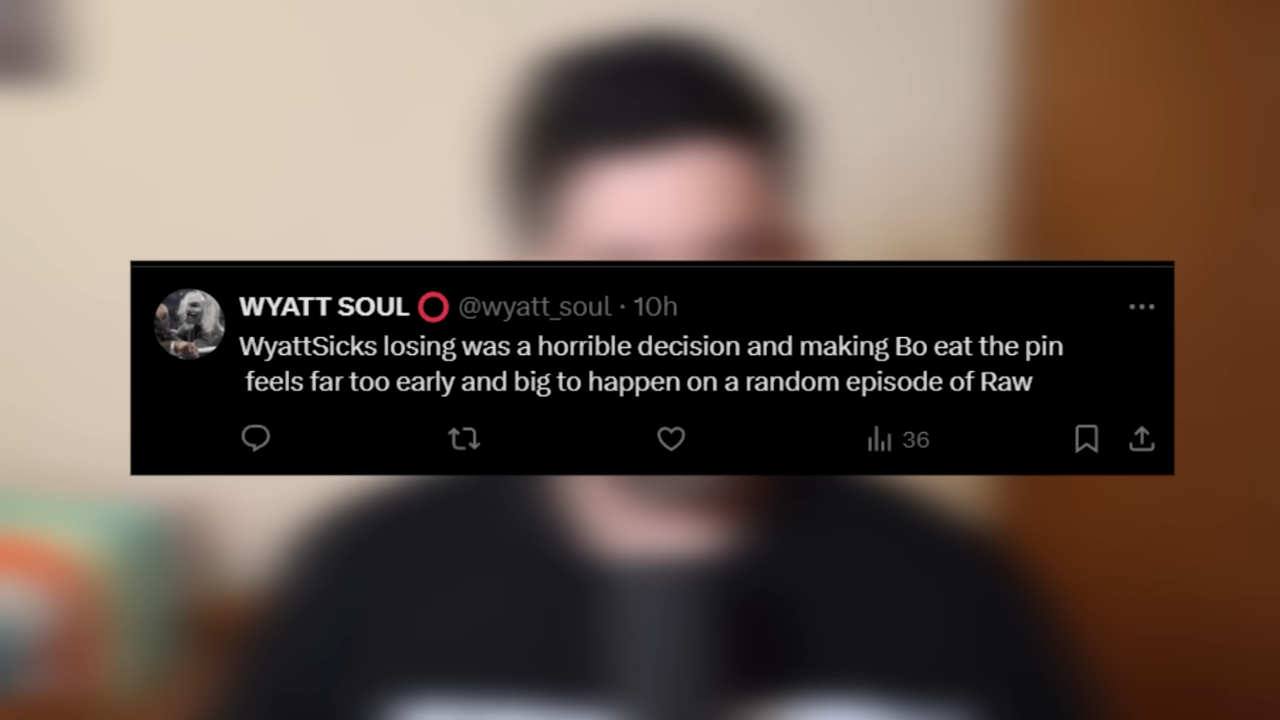 WYATT SOUL @wyatt_soul · 10h
WyattSicks losing was a horrible decision and making Bo eat the pin
feels far too early and big to happen on a random episode of Raw
36